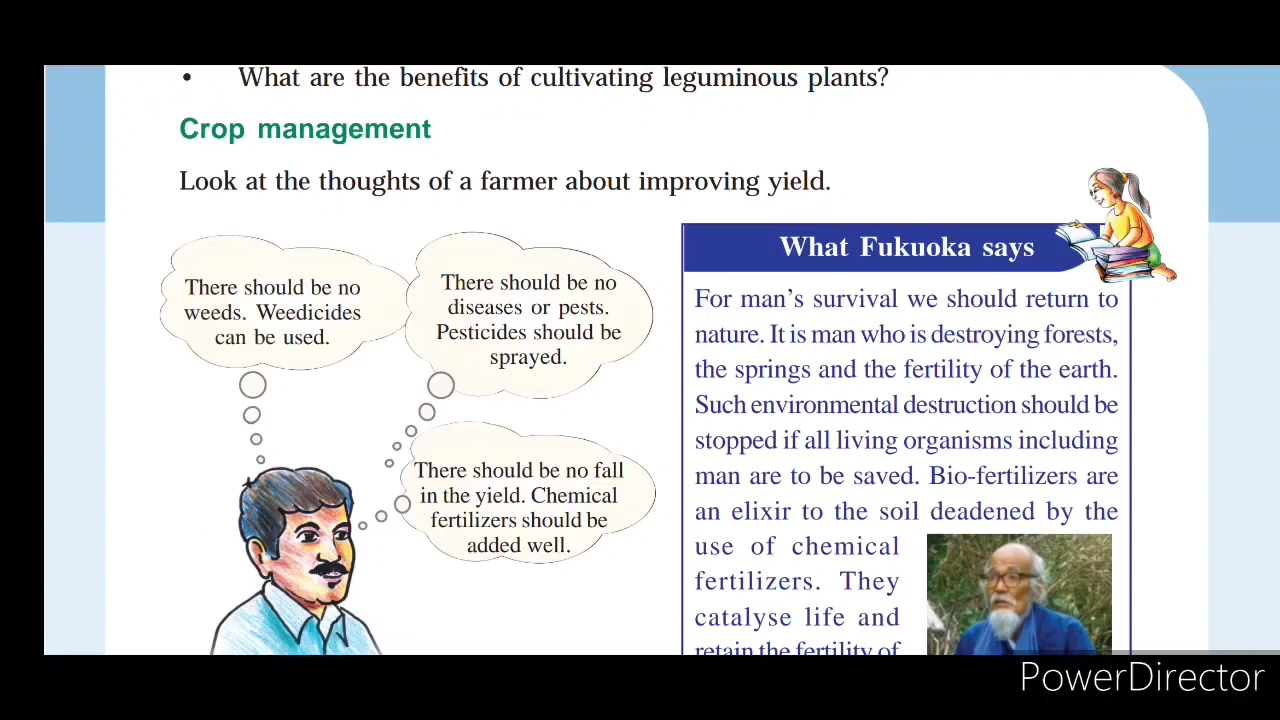 • What are the benefits of cultivating leguminous plants?
Crop management
Look at the thoughts of a farmer about improving yield.
There should be no
weeds. Weedicides
can be used.
There should be no
diseases or pests.
Pesticides should be
sprayed.
There should be no fall
in the yield. Chemical
fertilizers should be
added well.
What Fukuoka says
For man's survival we should return to
nature. It is man who is destroying forests,
the springs and the fertility of the earth.
Such environmental destruction should be
stopped if all living organisms including
man are to be saved. Bio-fertilizers are
an elixir to the soil deadened by the
use of chemical
fertilizers. They
catalyse life and
retain the fertility of
PowerDirector